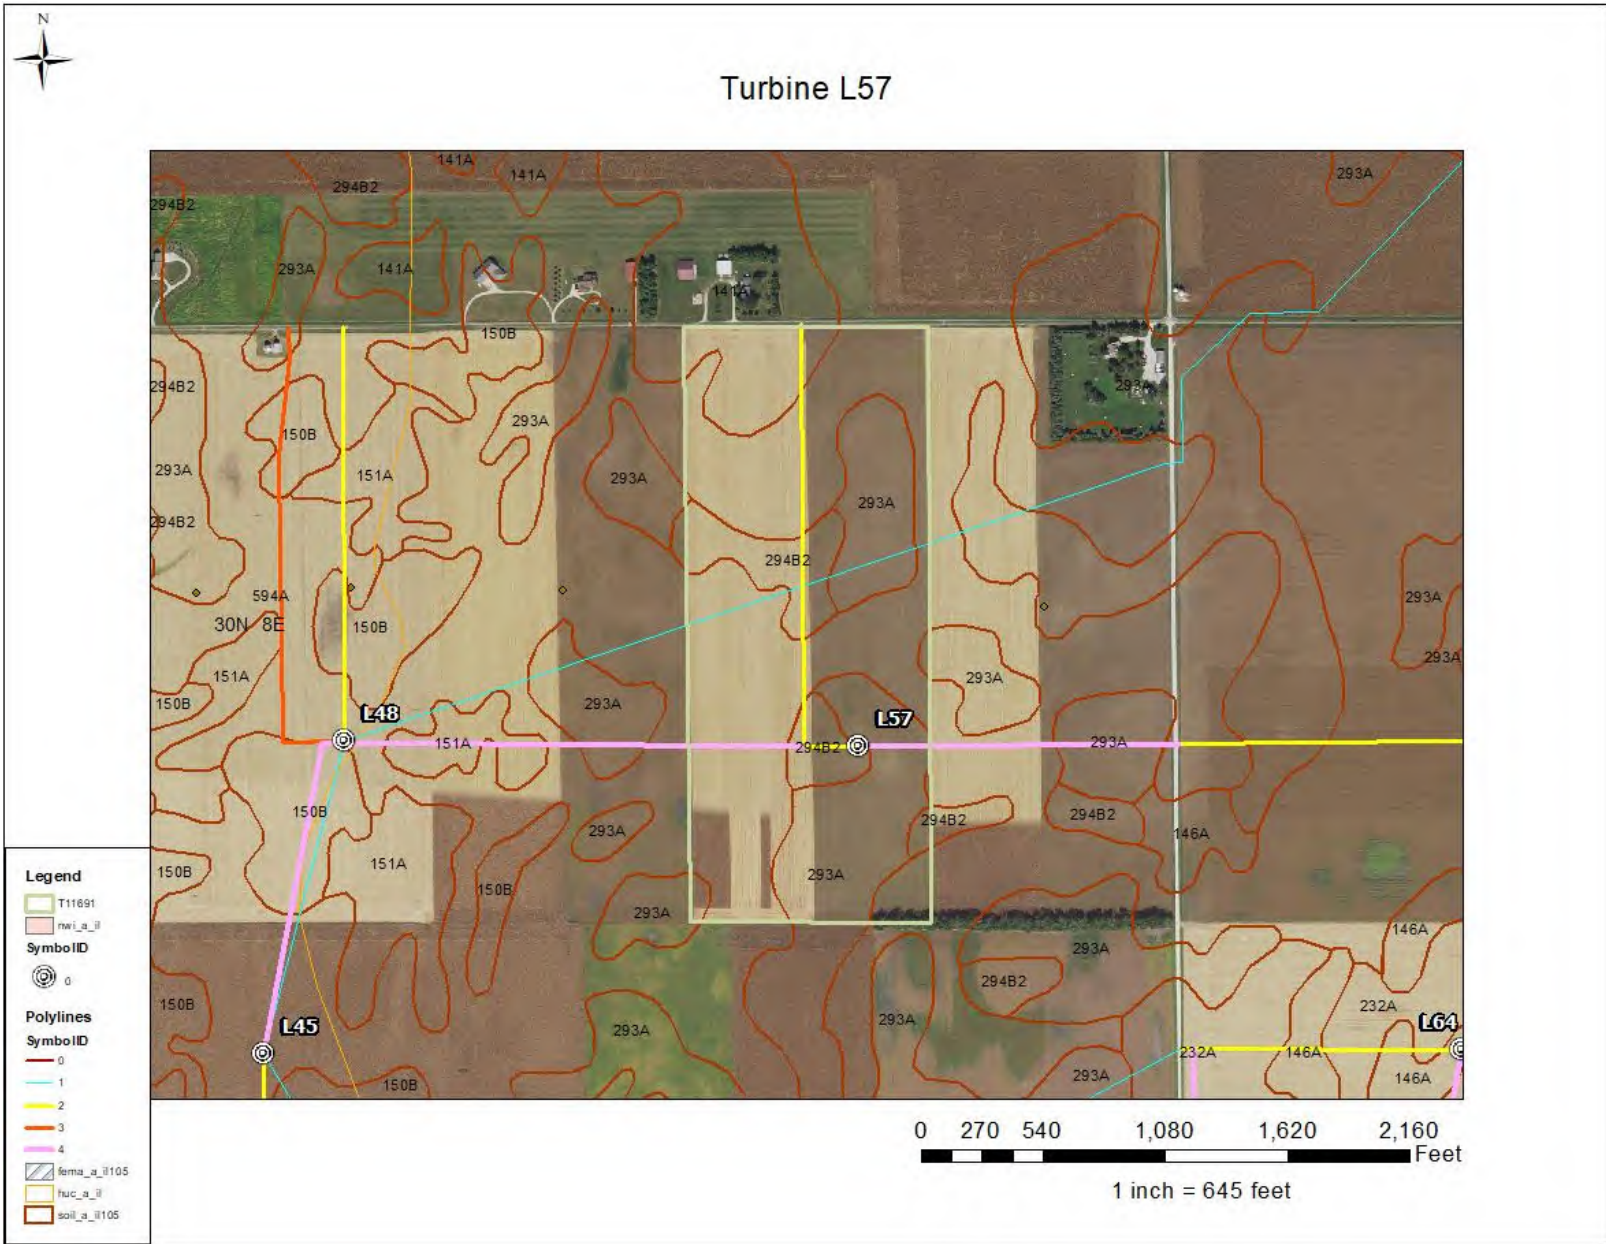 N
Turbine L57
141A
141A
293A
294B2
294B2
293A
141A
141A
150B
294B2
293A
150B
293A
151A
293A
293A
293A
294B2
294B2
594A
293A
30N 8E
150B
151A
293A
293A
150B
L48
293A
L57
151A
294B2
293A
150B
294B2
294B2
293A
146A
151A
150B
150B
293A
293A
146A
293A
294B2
150B
232A
293A
293A
L45
L64
232A
146A
293A
150B
146A
Legend
T11691
nwi_a_il
SymbolID
0
Polylines
SymbolID
0
1
2
3
4
fema_a_il105
huc_a_il
soil_a_il105
0 270 540 1,080 1,620 2,160
Feet
1 inch = 645 feet